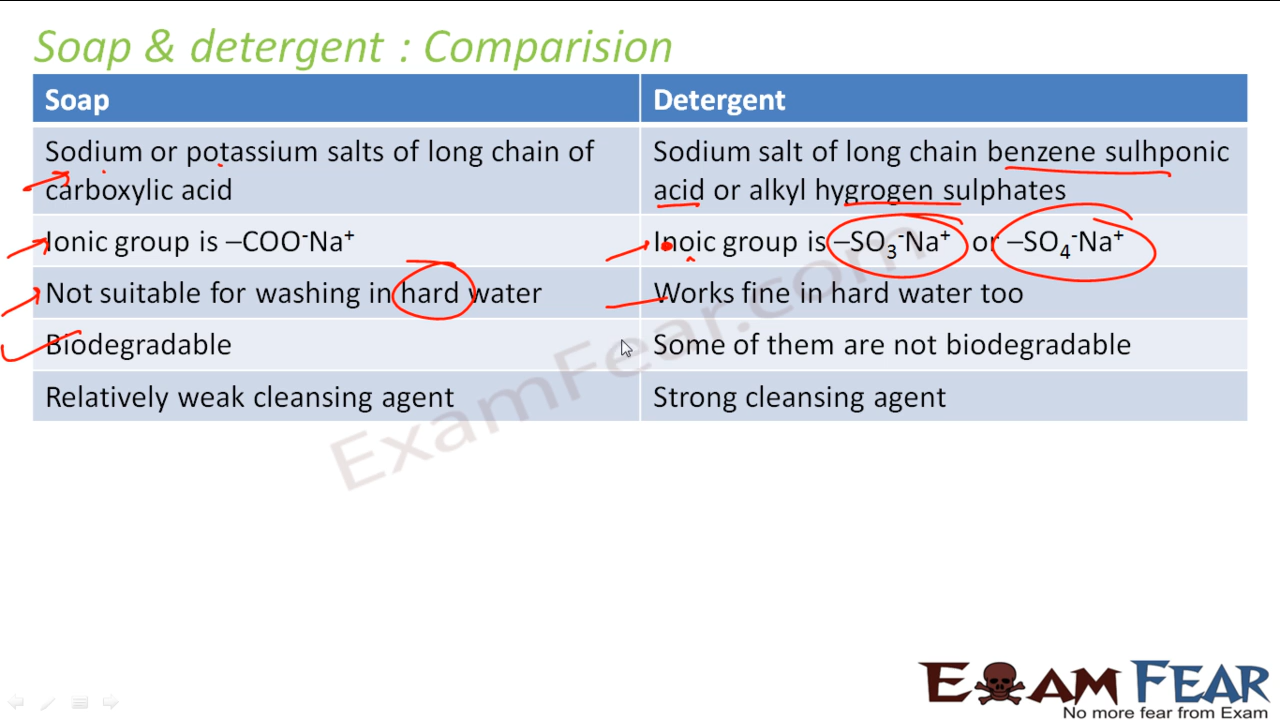 Soap & detergent : Comparision
Soap
Detergent
Sodium or potassium salts of long chain of
carboxylic acid
Sodium salt of long chain benzene sulhponic
acid or alkyl hygrogen sulphates
Ionic group is –COO⁻Na⁺
Inoic group is –SO₃⁻Na⁺ or –SO₄⁻Na⁺
Not suitable for washing in hard water
Works fine in hard water too
Biodegradable
Some of them are not biodegradable
Relatively weak cleansing agent
Strong cleansing agent
ExamFear.com
EXAM FEAR
No more fear from Exam